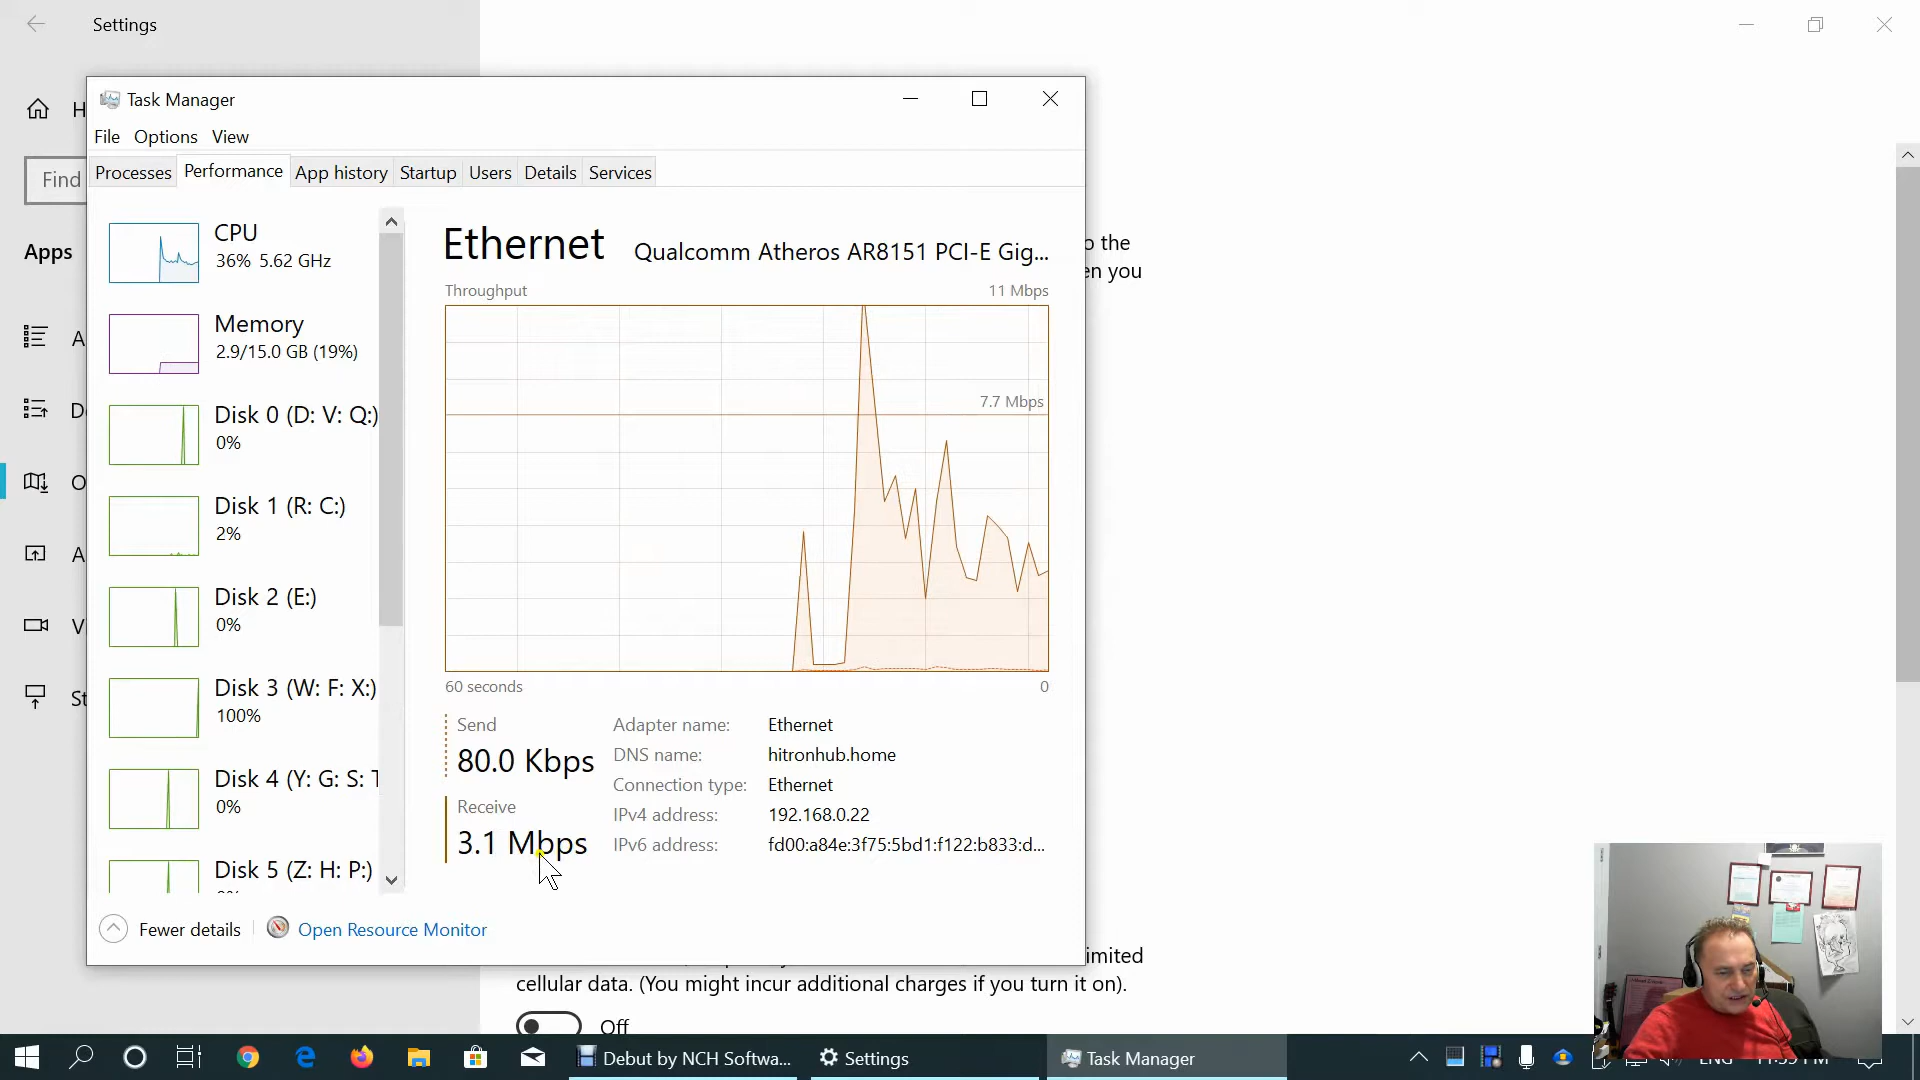 Settings
Task Manager
File Options View
Processes Performance App history Startup Users Details Services
Find
Apps
CPU
36% 5.62 GHz
Memory
2.9/15.0 GB (19%)
Disk 0 (D: V: Q:)
0%
Disk 1 (R: C:)
2%
Disk 2 (E:)
0%
Disk 3 (W: F: X:)
100%
Disk 4 (Y: G: S: T
0%
Disk 5 (Z: H: P:)
Ethernet Qualcomm Atheros AR8151 PCI-E Gig...
Throughput 11 Mbps
7.7 Mbps
60 seconds 0
Send
80.0 Kbps
Receive
3.1 Mbps
Adapter name: Ethernet
DNS name: hitronhub.home
Connection type: Ethernet
IPv4 address: 192.168.0.22
IPv6 address: fd00:a84e:3f75:5bd1:f122:b833:d...
Fewer details Open Resource Monitor
the
en you
imited
cellular data. (You might incur additional charges if you turn it on).
Off
Debut by NCH Softwa... Settings Task Manager